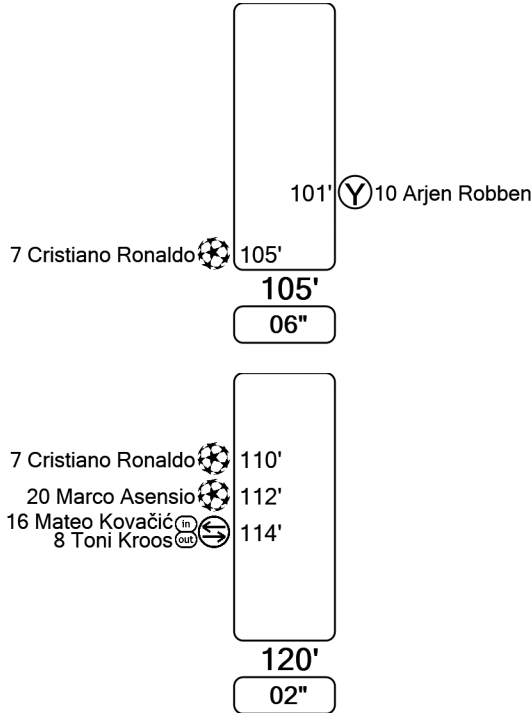 101' Y 10 Arjen Robben
7 Cristiano Ronaldo 105'
105'
06"
7 Cristiano Ronaldo 110'
20 Marco Asensio 112'
16 Mateo Kovačić in
8 Toni Kroos out 114'
120'
02"